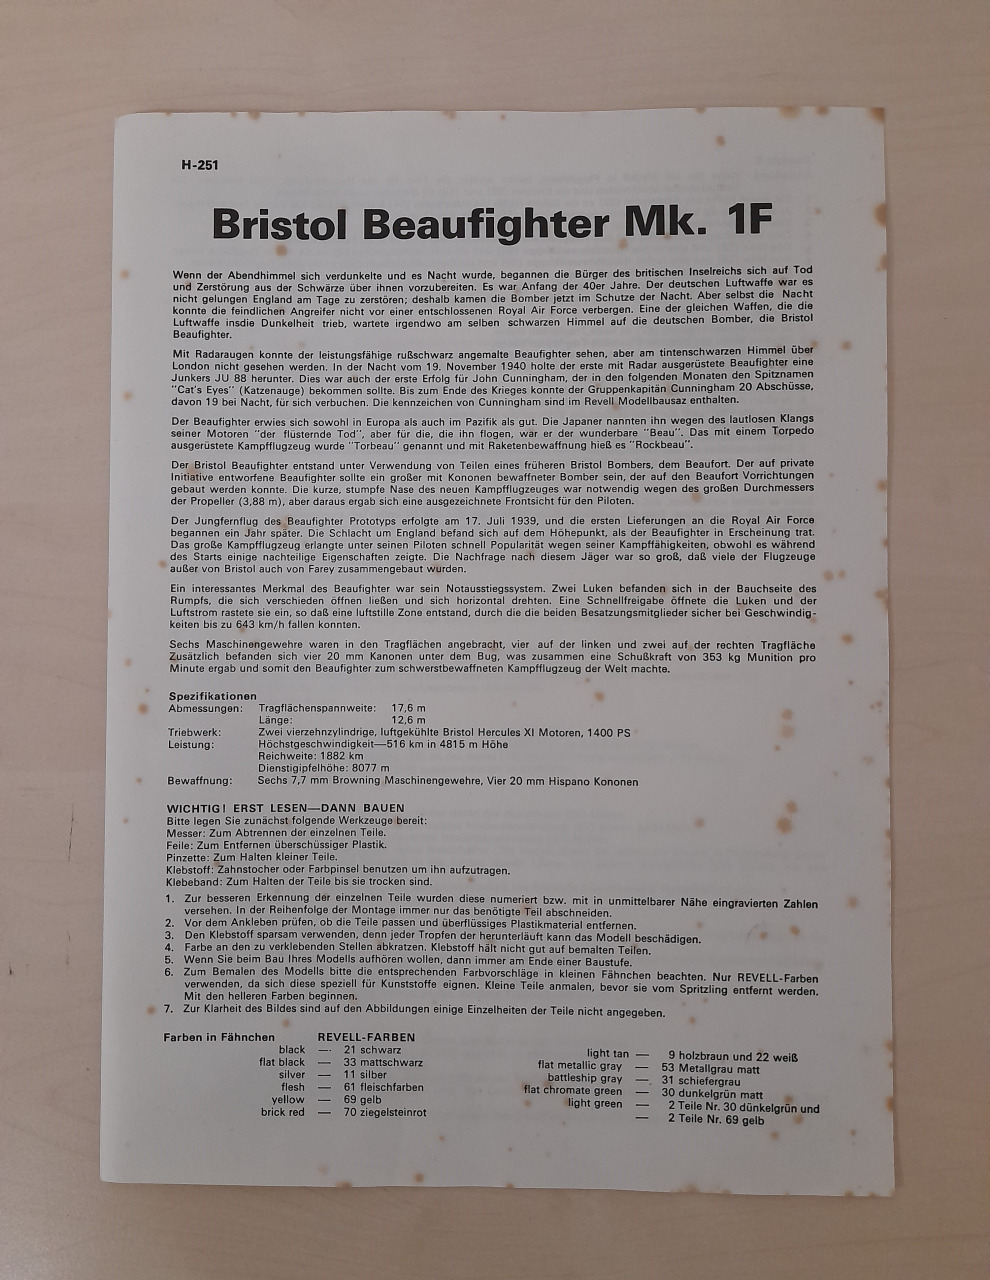 H-251
Bristol Beaufighter Mk. 1F
Wenn der Abendhimmel sich verdunkelte und es Nacht wurde, begannen die Bürger des britischen Inselreichs sich auf Tod
und Zerstörung aus der Schwärze über ihnen vorzubereiten. Es war Anfang der 40er Jahre. Der deutschen Luftwaffe war es
nicht gelungen England am Tage zu zerstören; deshalb kamen die Bomber jetzt im Schutze der Nacht. Aber selbst die Nacht
konnte die feindlichen Angreifer nicht vor einer entschlossenen Royal Air Force verbergen. Eine der gleichen Waffen, die die
Luftwaffe insdie Dunkelheit trieb, wartete irgendwo am selben schwarzen Himmel auf die deutschen Bomber, die Bristol
Beaufighter.
Mit Radaraugen konnte der leistungsfähige rußschwarz angemalte Beaufighter sehen, aber am tintenschwarzen Himmel über
London nicht gesehen werden. In der Nacht vom 19. November 1940 holte der erste mit Radar ausgerüstete Beaufighter eine
Junkers JU 88 herunter. Dies war auch der erste Erfolg für John Cunningham, der in den folgenden Monaten den Spitznamen
"Cat's Eyes" (Katzenauge) bekommen sollte. Bis zum Ende des Krieges konnte der Gruppenkapitän Cunningham 20 Abschüsse,
davon 19 bei Nacht, für sich verbuchen. Die kennzeichen von Cunningham sind im Revell Modellbausaz enthalten.
Der Beaufighter erwies sich sowohl in Europa als auch im Pazifik als gut. Die Japaner nannten ihn wegen des lautlosen Klangs
seiner Motoren "der flüsternde Tod", aber für die, die ihn flogen, wär er der wunderbare "Beau". Das mit einem Torpedo
ausgerüstete Kampfflugzeug wurde "Torbeau" genannt und mit Raketenbewaffnung hieß es "Rockbeau".
Der Bristol Beaufighter entstand unter Verwendung von Teilen eines früheren Bristol Bombers, dem Beaufort. Der auf private
Initiative entworfene Beaufighter sollte ein großer mit Kononen bewaffneter Bomber sein, der auf den Beaufort Vorrichtungen
gebaut werden konnte. Die kurze, stumpfe Nase des neuen Kampfflugzeuges war notwendig wegen des großen Durchmessers
der Propeller (3,88 m), aber daraus ergab sich eine ausgezeichnete Frontsicht für den Piloten.
Der Jungfernflug des Beaufighter Prototyps erfolgte am 17. Juli 1939, und die ersten Lieferungen an die Royal Air Force
begannen ein Jahr später. Die Schlacht um England befand sich auf dem Höhepunkt, als der Beaufighter in Erscheinung trat.
Das große Kampfflugzeug erlangte unter seinen Piloten schnell Popularität wegen seiner Kampffähigkeiten, obwohl es während
des Starts einige nachteilige Eigenschaften zeigte. Die Nachfrage nach diesem Jäger war so groß, daß viele der Flugzeuge
außer von Bristol auch von Farey zusammengebaut wurden.
Ein interessantes Merkmal des Beaufighter war sein Notausstiegssystem. Zwei Luken befanden sich in der Bauchseite des
Rumpfs, die sich verschieden öffnen ließen und sich horizontal drehten. Eine Schnellfreigabe öffnete die Luken und der
Luftstrom rastete sie ein, so daß eine luftstille Zone entstand, durch die die beiden Besatzungsmitglieder sicher bei Geschwindig-
keiten bis zu 643 km/h fallen konnten.
Sechs Maschinengewehre waren in den Tragflächen angebracht, vier auf der linken und zwei auf der rechten Tragfläche
Zusätzlich befanden sich vier 20 mm Kanonen unter dem Bug, was zusammen eine Schußkraft von 353 kg Munition pro
Minute ergab und somit den Beaufighter zum schwerstbewaffneten Kampfflugzeug der Welt machte.
Spezifikationen
Abmessungen: Tragflächenspannweite: 17,6 m
Länge: 12,6 m
Triebwerk: Zwei vierzehnzylindrige, luftgekühlte Bristol Hercules XI Motoren, 1400 PS
Leistung: Höchstgeschwindigkeit—516 km in 4815 m Höhe
Reichweite: 1882 km
Dienstigipfelhöhe: 8077 m
Bewaffnung: Sechs 7,7 mm Browning Maschinengewehre, Vier 20 mm Hispano Kononen
WICHTIG! ERST LESEN—DANN BAUEN
Bitte legen Sie zunächst folgende Werkzeuge bereit:
Messer: Zum Abtrennen der einzelnen Teile.
Feile: Zum Entfernen überschüssiger Plastik.
Pinzette: Zum Halten kleiner Teile.
Klebstoff: Zahnstocher oder Farbpinsel benutzen um ihn aufzutragen.
Klebeband: Zum Halten der Teile bis sie trocken sind.
1. Zur besseren Erkennung der einzelnen Teile wurden diese numeriert bzw. mit in unmittelbarer Nähe eingravierten Zahlen
versehen. In der Reihenfolge der Montage immer nur das benötigte Teil abschneiden.
2. Vor dem Ankleben prüfen, ob die Teile passen und überflüssiges Plastikmaterial entfernen.
3. Den Klebstoff sparsam verwenden, denn jeder Tropfen der herunterläuft kann das Modell beschädigen.
4. Farbe an den zu verklebenden Stellen abkratzen. Klebstoff hält nicht gut auf bemalten Teilen.
5. Wenn Sie beim Bau Ihres Modells aufhören wollen, dann immer am Ende einer Baustufe.
6. Zum Bemalen des Modells bitte die entsprechenden Farbvorschläge in kleinen Fähnchen beachten. Nur REVELL-Farben
verwenden, da sich diese speziell für Kunststoffe eignen. Kleine Teile anmalen, bevor sie vom Spritzling entfernt werden.
Mit den helleren Farben beginnen.
7. Zur Klarheit des Bildes sind auf den Abbildungen einige Einzelheiten der Teile nicht angegeben.
Farben in Fähnchen REVELL-FARBEN
black — 21 schwarz
flat black — 33 mattschwarz
silver — 11 silber
flesh — 61 fleischfarben
yellow — 69 gelb
brick red — 70 ziegelsteinrot
light tan — 9 holzbraun und 22 weiß
flat metallic gray — 53 Metallgrau matt
battleship gray — 31 schiefergrau
flat chromate green — 30 dunkelgrün matt
light green — 2 Teile Nr. 30 dünkelgrün und
— 2 Teile Nr. 69 gelb